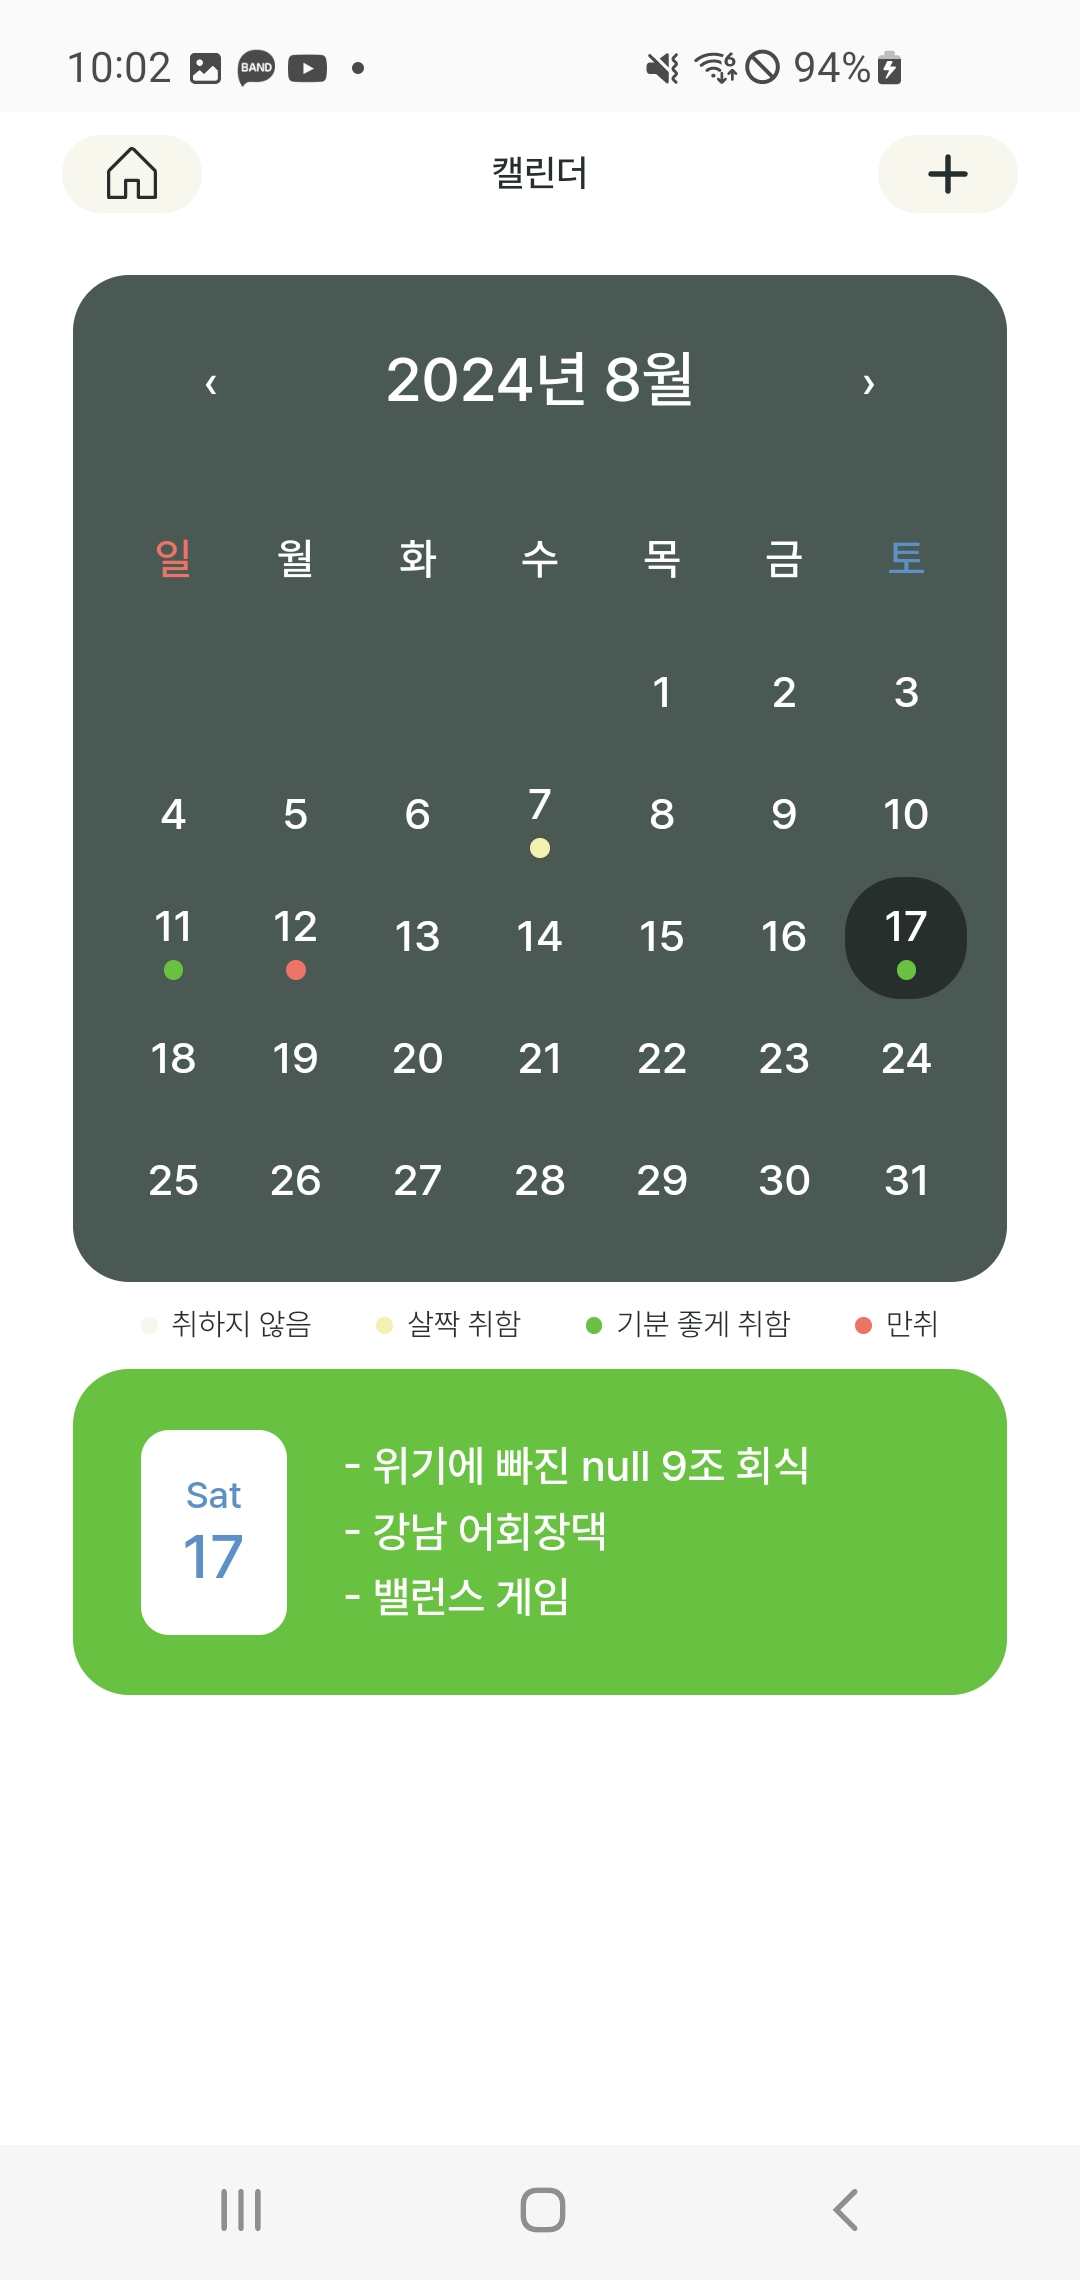 10:02 BAND 6 94%
캘린더
‹ 2024년 8월 ›
일 월 화 수 목 금 토
1 2 3
4 5 6 7 8 9 10
11 12 13 14 15 16 17
18 19 20 21 22 23 24
25 26 27 28 29 30 31
취하지 않음 살짝 취함 기분 좋게 취함 만취
Sat
17
- 위기에 빠진 null 9조 회식
- 강남 어회장댁
- 밸런스 게임